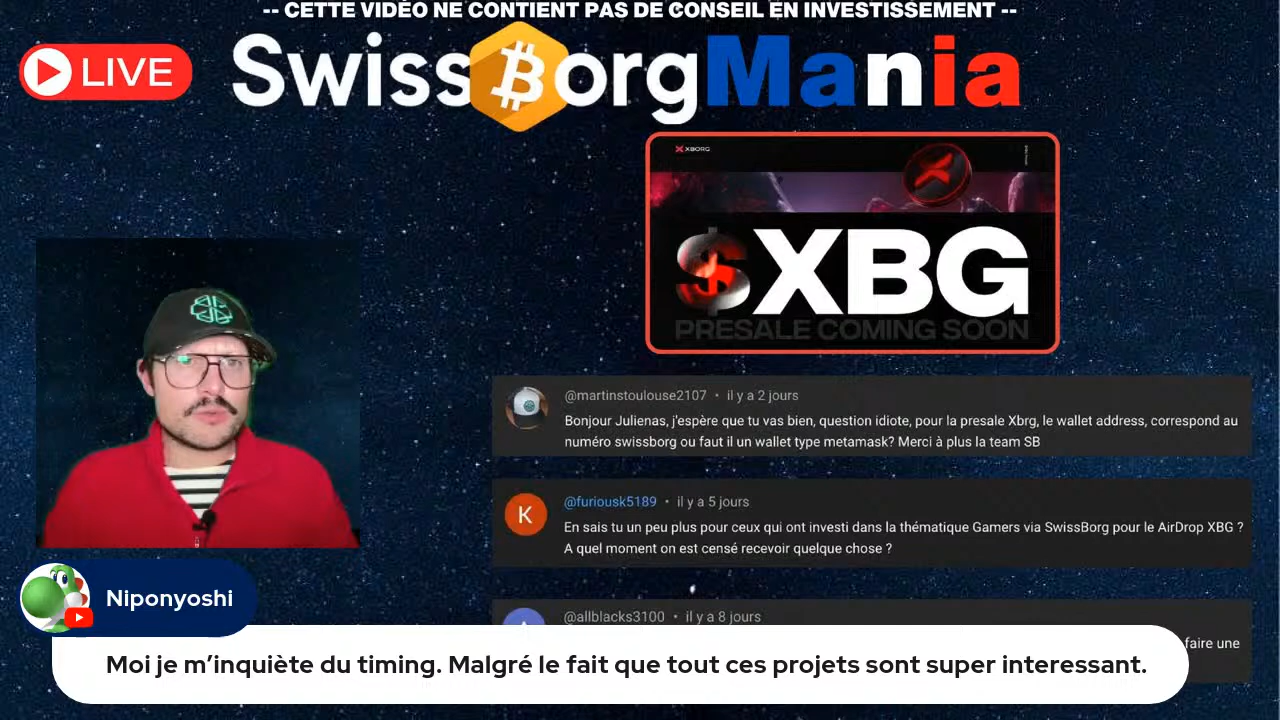 -- CETTE VIDÉO NE CONTIENT PAS DE CONSEIL EN INVESTISSEMENT --
LIVE
SwissBorgMania
XBORG
$XBG
PRESALE COMING SOON
@martinstoulouse2107 • il y a 2 jours
Bonjour Julienas, j'espère que tu vas bien, question idiote, pour la presale Xbrg, le wallet address, correspond au
numéro swissborg ou faut il un wallet type metamask? Merci à plus la team SB
K
@furiousk5189 • il y a 5 jours
En sais tu un peu plus pour ceux qui ont investi dans la thématique Gamers via SwissBorg pour le AirDrop XBG ?
A quel moment on est censé recevoir quelque chose ?
@allblacks3100 • il y a 8 jours
faire une
Niponyoshi
Moi je m’inquiète du timing. Malgré le fait que tout ces projets sont super interessant.